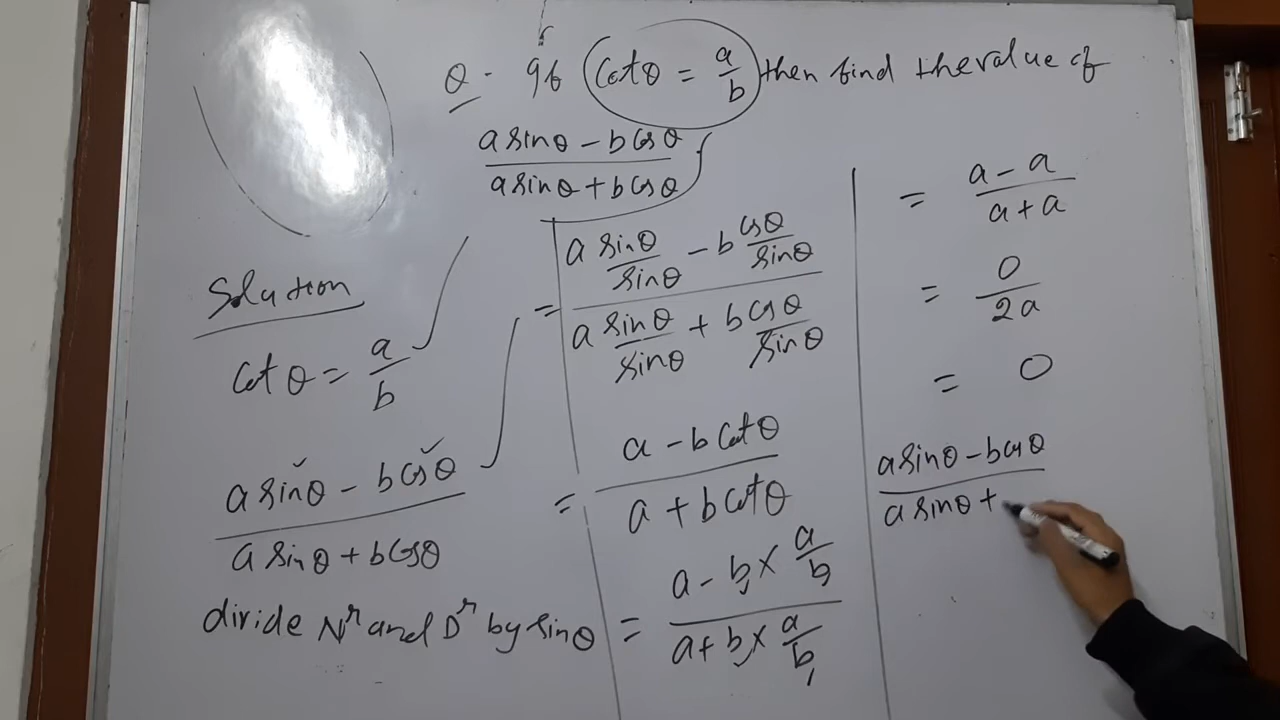 Q. If Cotθ = a/b then find the value of
a sinθ - b cosθ
a sinθ + b cosθ
Solution
Cot θ = a/b
a sinθ - b cosθ
a sinθ + b cosθ
divide Nʳ and Dʳ by sinθ
= a sinθ/sinθ - b cosθ/sinθ
a sinθ/sinθ + b cosθ/sinθ
= a - b Cotθ
a + b Cotθ
= a - b × a/b
a + b × a/b
= a - a
a + a
= 0
2a
= 0
a sinθ - b cosθ
a sinθ +